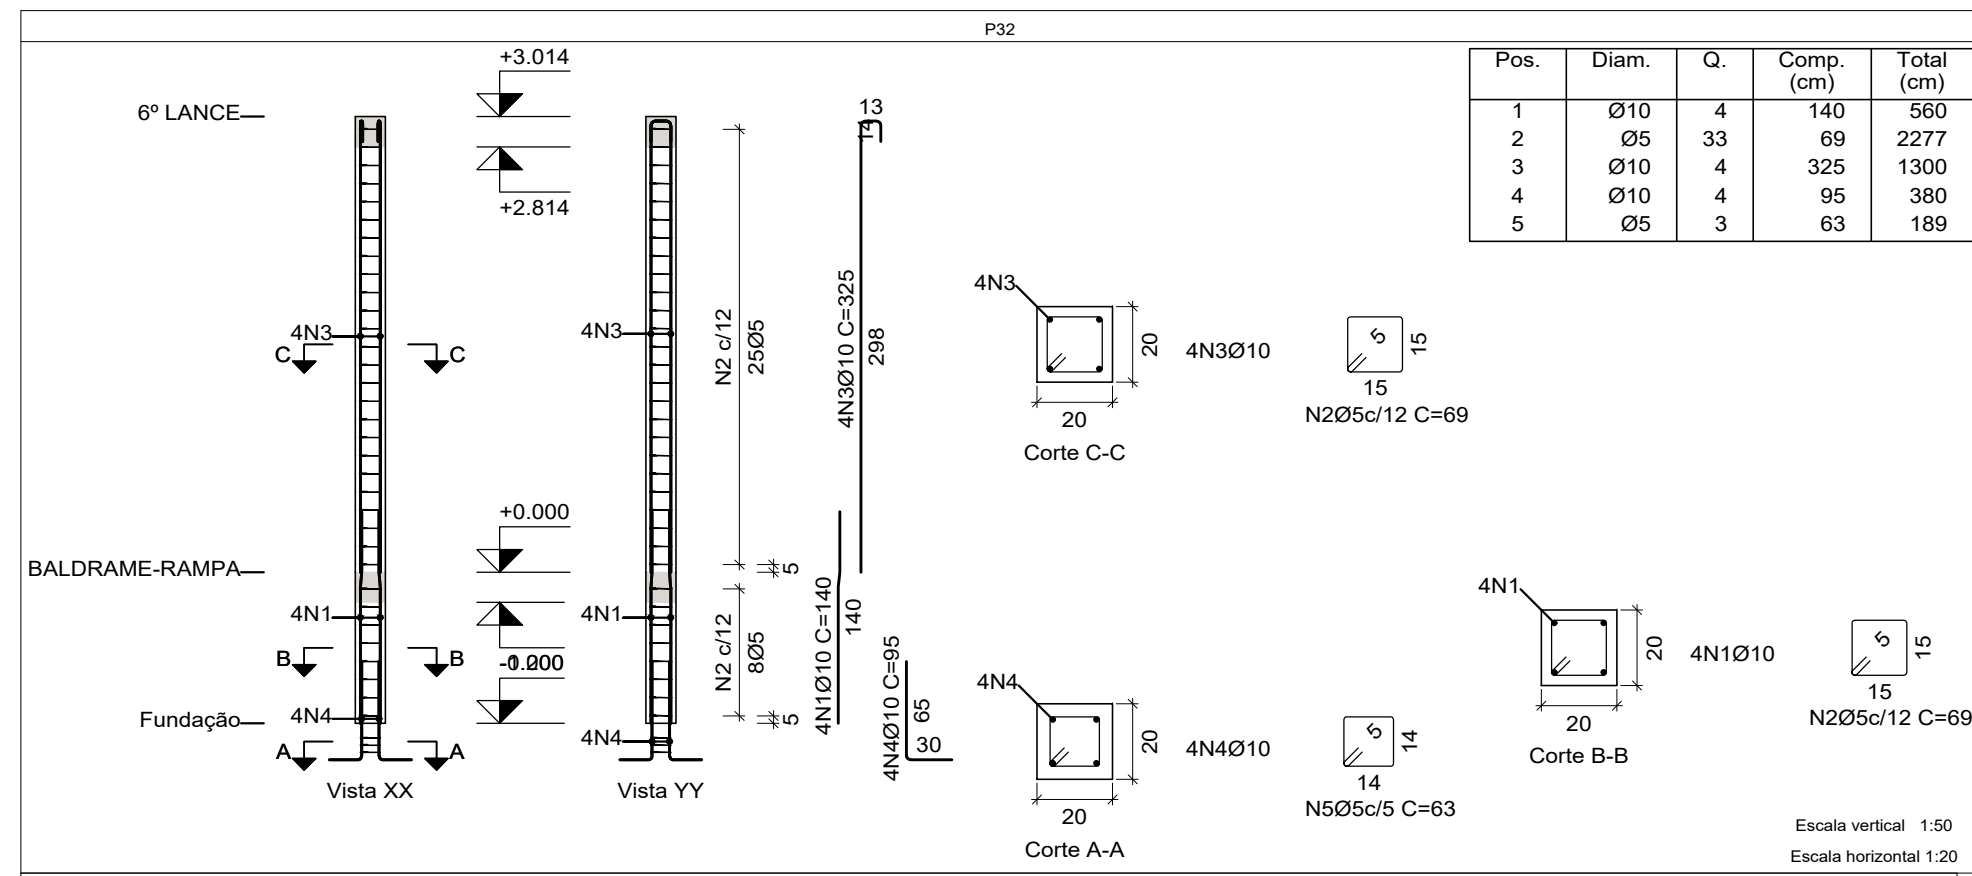 P32
+3.014
6º LANCE
+2.814
4N3
C C
4N3
+0.000
BALDRAME-RAMPA
4N1
B B
4N1
-1.000
Fundação
4N4
A A
4N4
Vista XX
Vista YY
N2 c/12
25Ø5
5
N2 c/12
8Ø5
5
13
14
4N3Ø10 C=325
298
4N1Ø10 C=140
140
4N4Ø10 C=95
65
30
4N3
20
20
4N3Ø10
Corte C-C
5
15
15
N2Ø5c/12 C=69
4N4
20
20
4N4Ø10
Corte A-A
5
14
14
N5Ø5c/5 C=63
4N1
20
20
4N1Ø10
Corte B-B
5
15
15
N2Ø5c/12 C=69
Pos. Diam. Q. Comp. (cm) Total (cm)
1 Ø10 4 140 560
2 Ø5 33 69 2277
3 Ø10 4 325 1300
4 Ø10 4 95 380
5 Ø5 3 63 189
Escala vertical 1:50
Escala horizontal 1:20